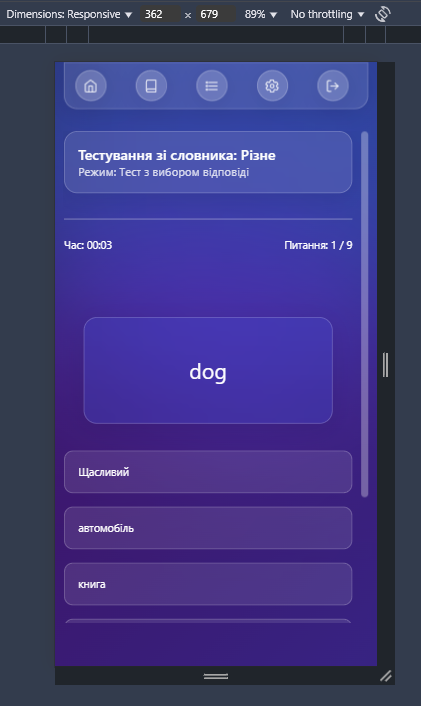 Dimensions: Responsive 362 x 679 89% No throttling
Тестування зі словника: Різне
Режим: Тест з вибором відповіді
Час: 00:03 Питання: 1 / 9
dog
Щасливий
автомобіль
книга